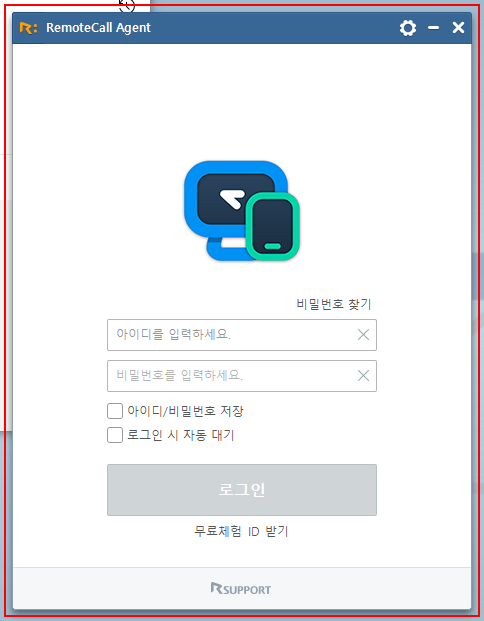 RemoteCall Agent
비밀번호 찾기
아이디를 입력하세요.
비밀번호를 입력하세요.
아이디/비밀번호 저장
로그인 시 자동 대기
로그인
무료체험 ID 받기
RSUPPORT